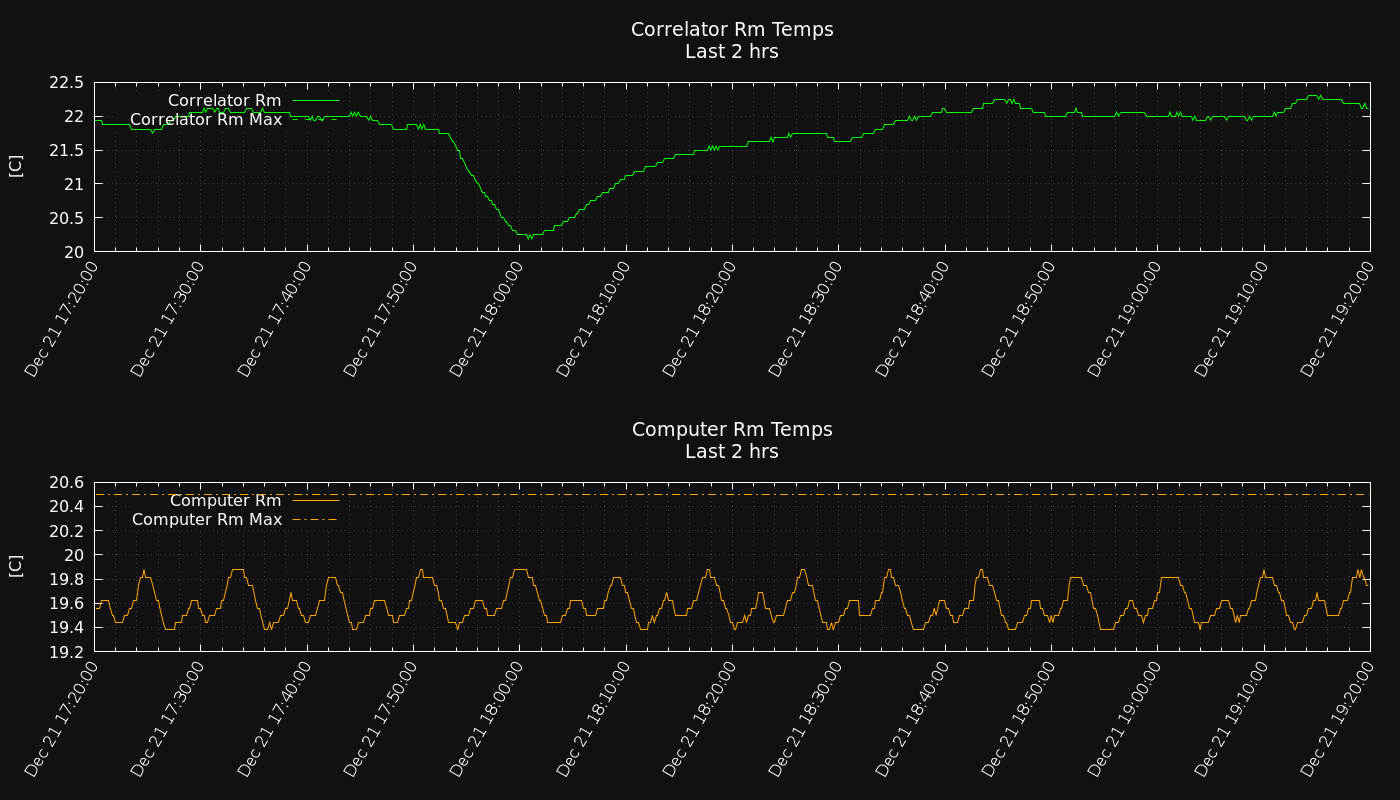 Correlator Rm Temps
Last 2 hrs
22.5
22
21.5
21
20.5
20
[C]
Correlator Rm
Correlator Rm Max
Dec 21 17:20:00
Dec 21 17:30:00
Dec 21 17:40:00
Dec 21 17:50:00
Dec 21 18:00:00
Dec 21 18:10:00
Dec 21 18:20:00
Dec 21 18:30:00
Dec 21 18:40:00
Dec 21 18:50:00
Dec 21 19:00:00
Dec 21 19:10:00
Dec 21 19:20:00
Computer Rm Temps
Last 2 hrs
20.6
20.4
20.2
20
19.8
19.6
19.4
19.2
[C]
Computer Rm
Computer Rm Max
Dec 21 17:20:00
Dec 21 17:30:00
Dec 21 17:40:00
Dec 21 17:50:00
Dec 21 18:00:00
Dec 21 18:10:00
Dec 21 18:20:00
Dec 21 18:30:00
Dec 21 18:40:00
Dec 21 18:50:00
Dec 21 19:00:00
Dec 21 19:10:00
Dec 21 19:20:00